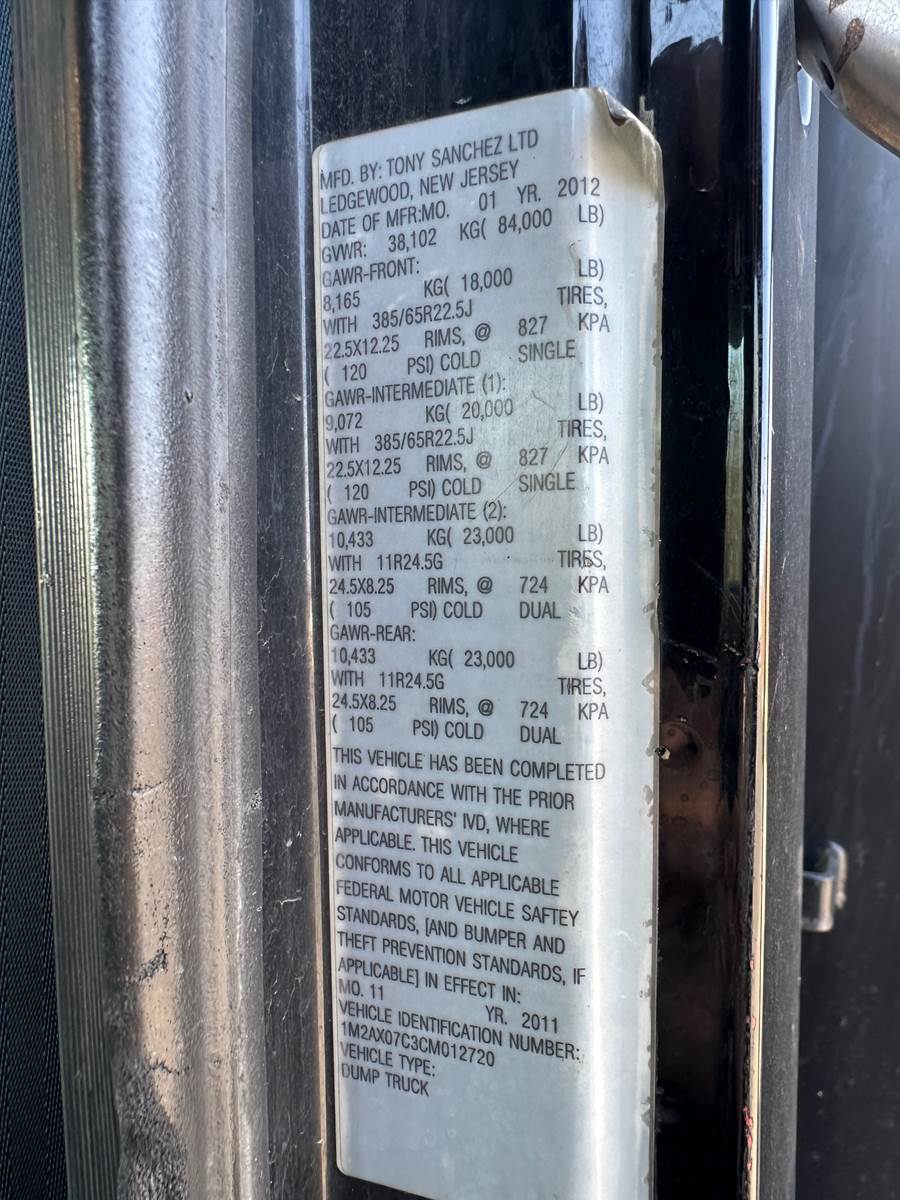 MFD. BY: TONY SANCHEZ LTD
LEDGEWOOD, NEW JERSEY
DATE OF MFR:MO. 01 YR. 2012
GVWR: 38,102 KG( 84,000 LB)
GAWR-FRONT:
8,165 KG( 18,000 LB)
WITH 385/65R22.5J TIRES,
22.5X12.25 RIMS, @ 827 KPA
( 120 PSI) COLD SINGLE
GAWR-INTERMEDIATE (1):
9,072 KG( 20,000 LB)
WITH 385/65R22.5J TIRES,
22.5X12.25 RIMS, @ 827 KPA
( 120 PSI) COLD SINGLE
GAWR-INTERMEDIATE (2):
10,433 KG( 23,000 LB)
WITH 11R24.5G TIRES,
24.5X8.25 RIMS, @ 724 KPA
( 105 PSI) COLD DUAL
GAWR-REAR:
10,433 KG( 23,000 LB)
WITH 11R24.5G TIRES,
24.5X8.25 RIMS, @ 724 KPA
( 105 PSI) COLD DUAL
THIS VEHICLE HAS BEEN COMPLETED
IN ACCORDANCE WITH THE PRIOR
MANUFACTURERS' IVD, WHERE
APPLICABLE. THIS VEHICLE
CONFORMS TO ALL APPLICABLE
FEDERAL MOTOR VEHICLE SAFTEY
STANDARDS, [AND BUMPER AND
THEFT PREVENTION STANDARDS, IF
APPLICABLE] IN EFFECT IN:
MO. 11 YR. 2011
VEHICLE IDENTIFICATION NUMBER:
1M2AX07C3CM012720
VEHICLE TYPE:
DUMP TRUCK